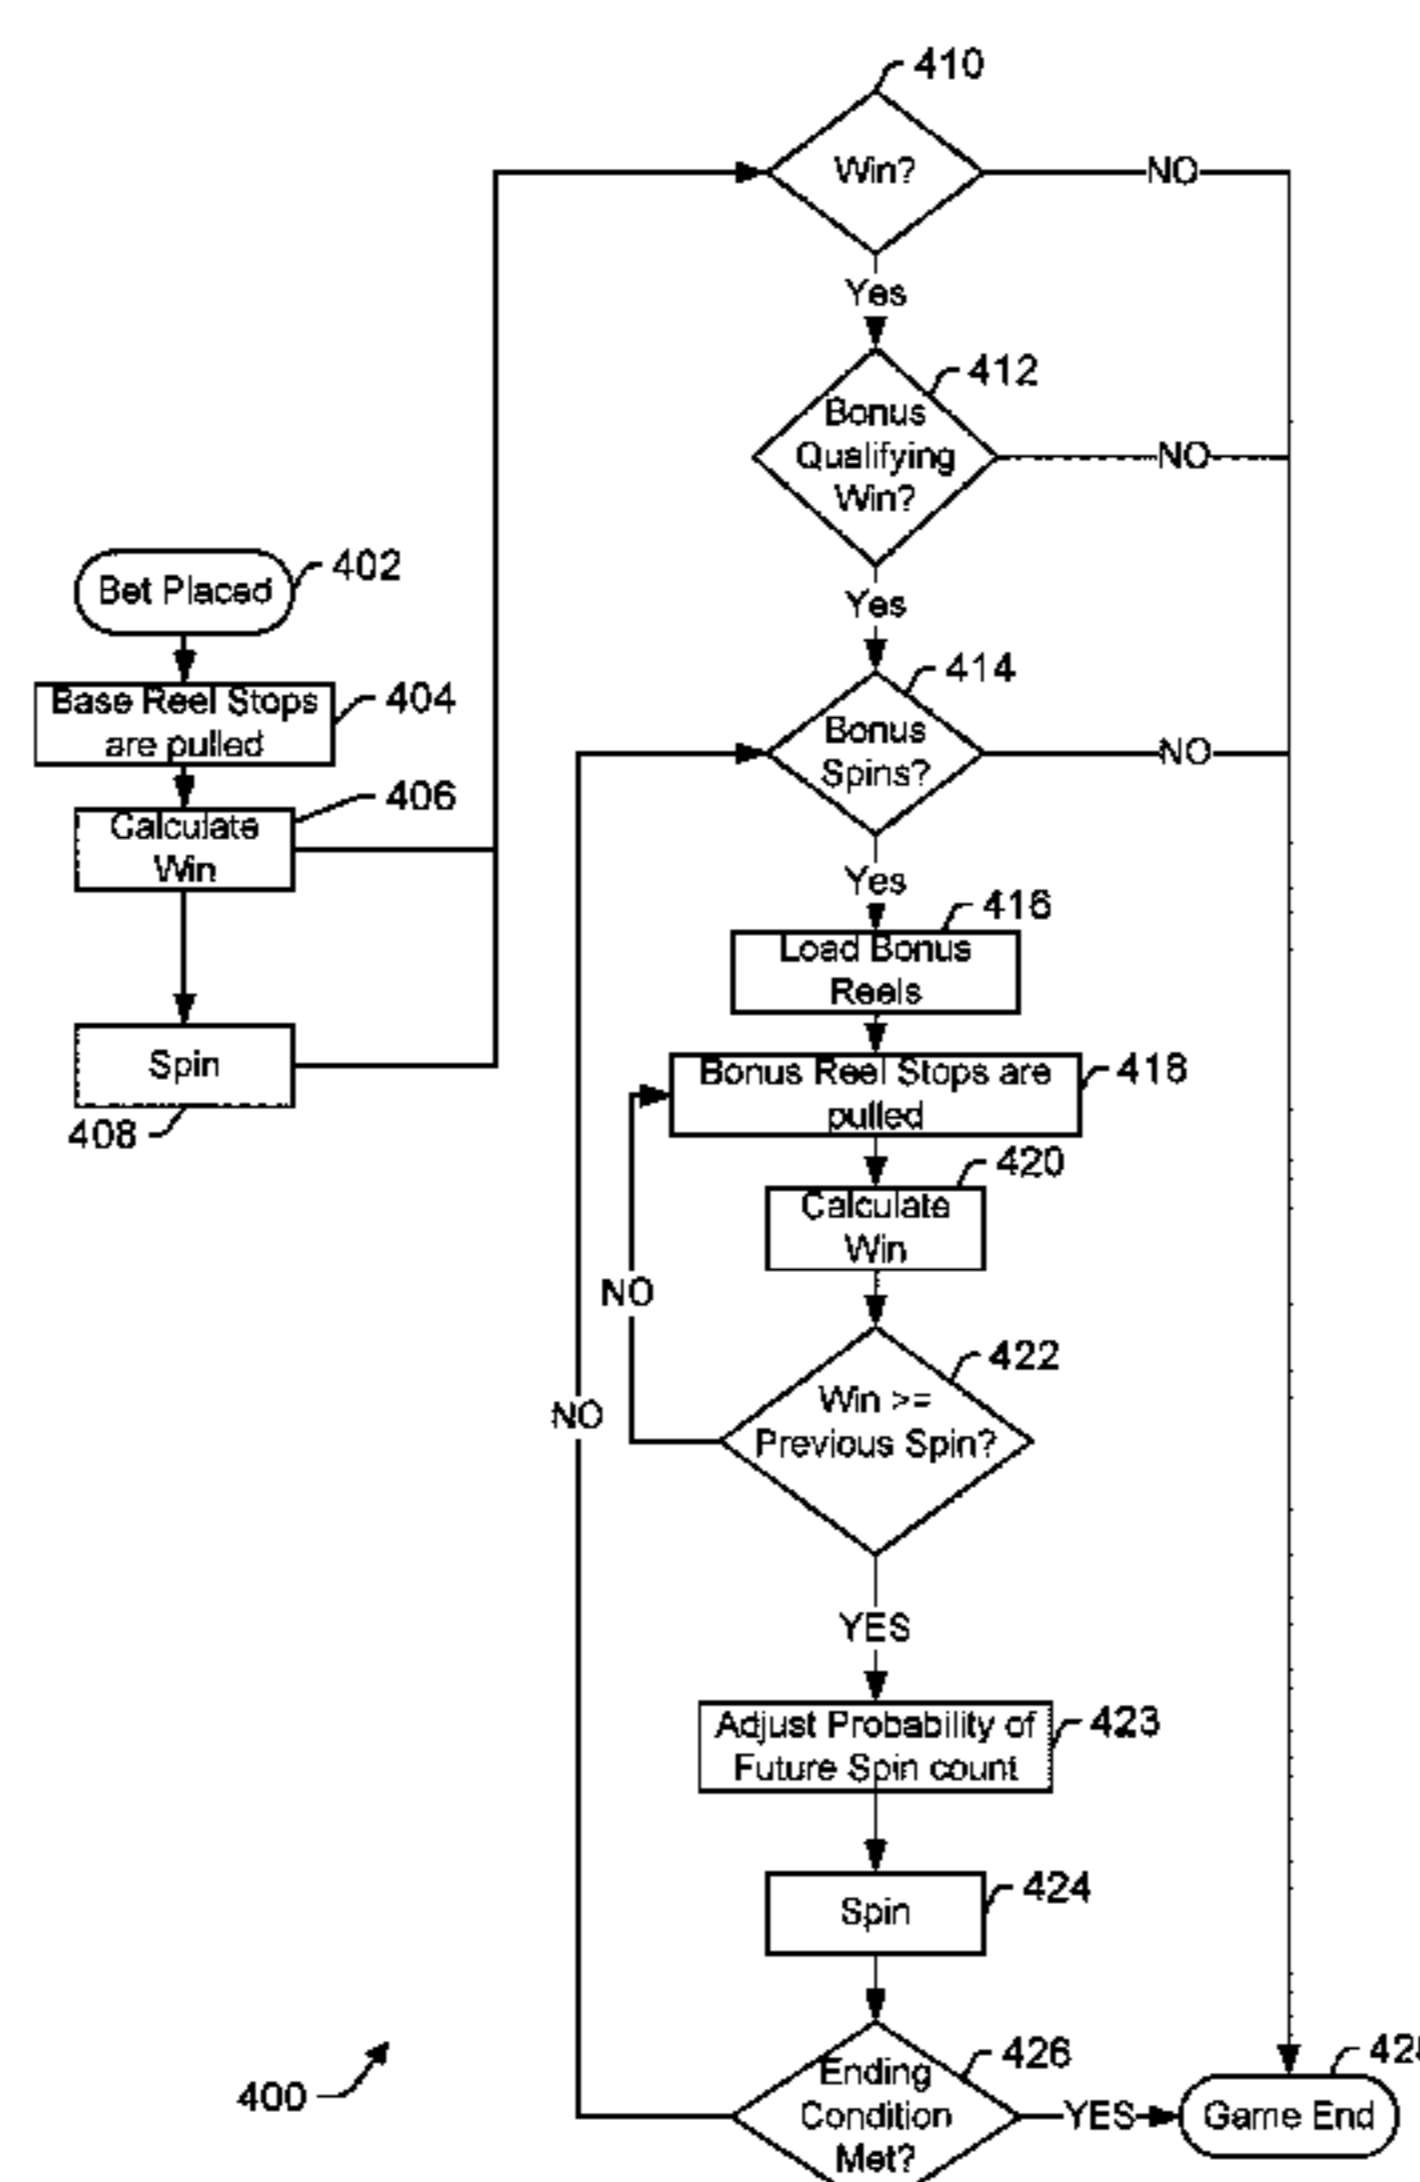 402
Bet Placed
404
Base Reel Stops
are pulled
406
Calculate
Win
Spin
408
410
Win?
NO
Yes
412
Bonus
Qualifying
Win?
NO
Yes
414
Bonus
Spins?
NO
Yes
416
Load Bonus
Reels
418
Bonus Reel Stops are
pulled
420
Calculate
Win
NO
422
Win >=
Previous Spin?
NO
YES
423
Adjust Probability of
Future Spin count
424
Spin
426
Ending
Condition
Met?
YES
428
Game End
400